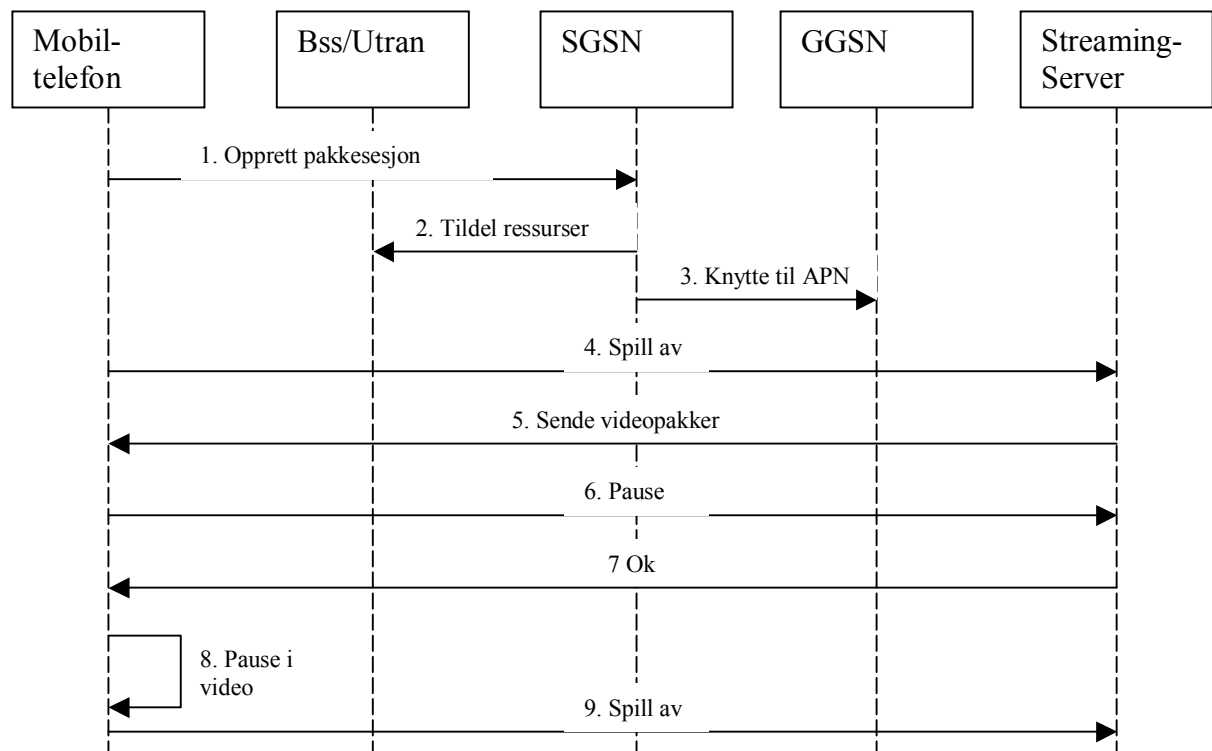 Mobil-
telefon
Bss/Utran
SGSN
GGSN
Streaming-
Server
1. Opprett pakkesesjon
2. Tildel ressurser
3. Knytte til APN
4. Spill av
5. Sende videopakker
6. Pause
7 Ok
8. Pause i
video
9. Spill av